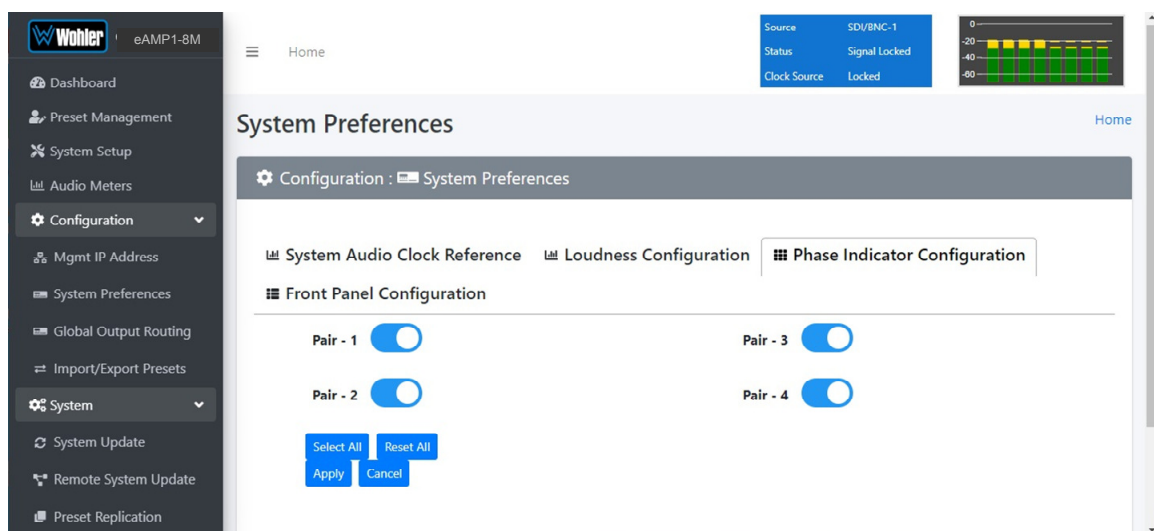 Wohler eAMP1-8M
Dashboard
Preset Management
System Setup
Audio Meters
Configuration
Mgmt IP Address
System Preferences
Global Output Routing
Import/Export Presets
System
System Update
Remote System Update
Preset Replication
Home
Source SDI/BNC-1
Status Signal Locked
Clock Source Locked
0
-20
-40
-60
System Preferences
Home
Configuration : System Preferences
System Audio Clock Reference Loudness Configuration Phase Indicator Configuration
Front Panel Configuration
Pair - 1 Pair - 3
Pair - 2 Pair - 4
Select All Reset All
Apply Cancel